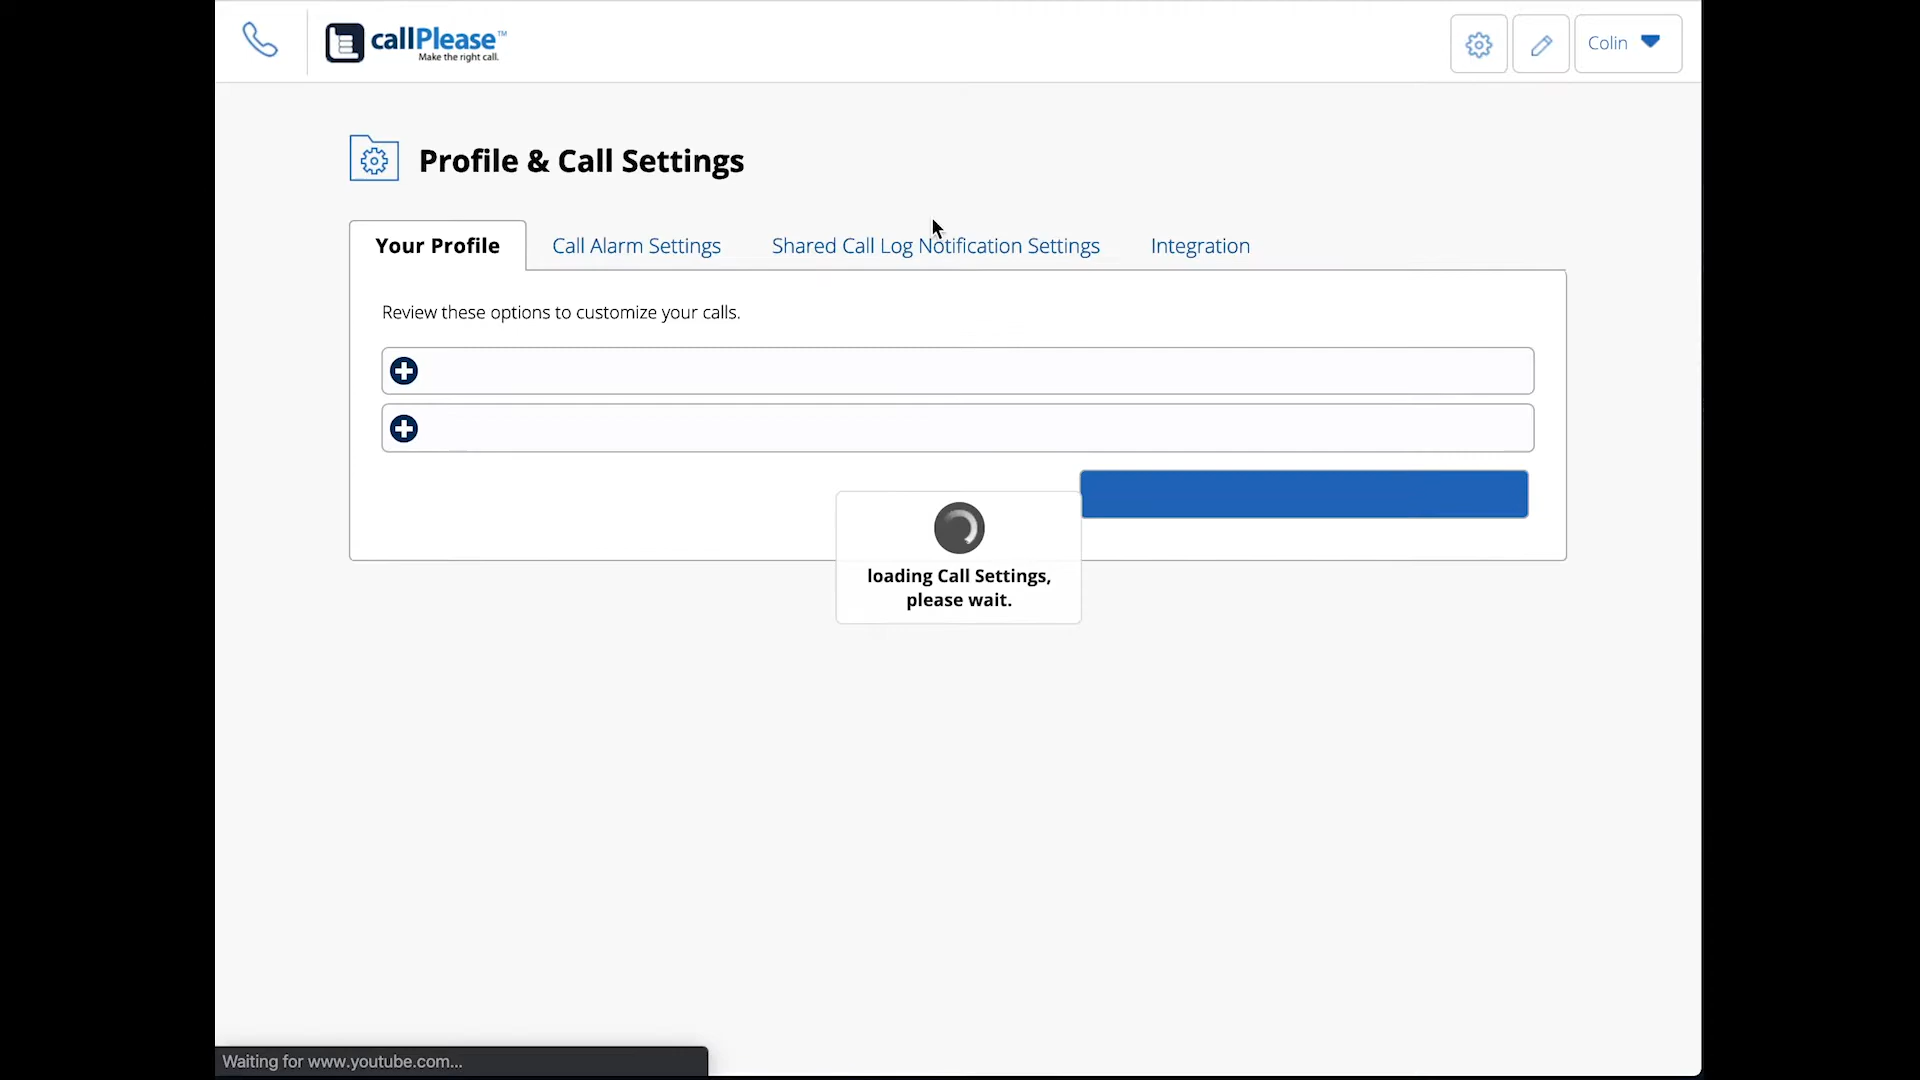 callPlease™
Make the right call.
Colin
Profile & Call Settings
Your Profile
Call Alarm Settings
Shared Call Log Notification Settings
Integration
Review these options to customize your calls.
loading Call Settings,
please wait.
Waiting for www.youtube.com...